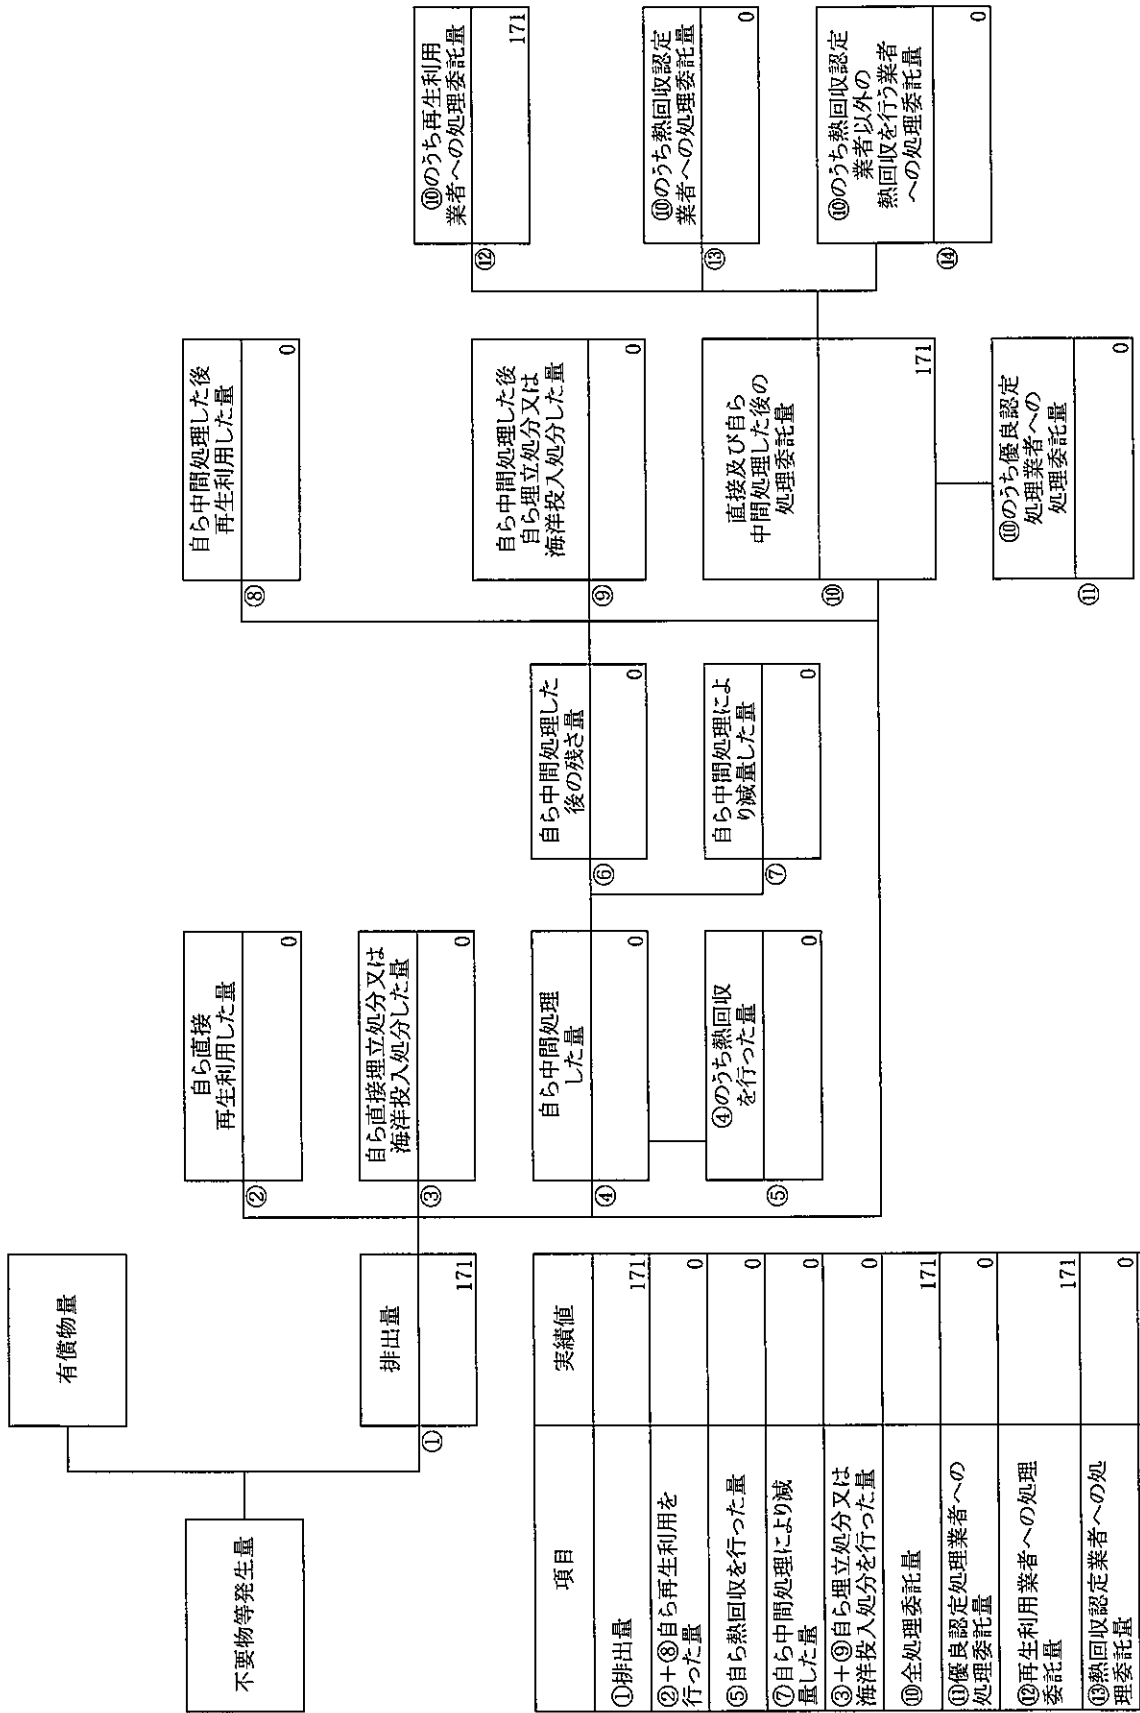 不要物等発生量
有償物量
排出量
①
171
自ら直接
再生利用した量
②
0
自ら直接埋立処分又は
海洋投入処分した量
③
0
自ら中間処理
した量
④
0
④のうち熱回収
を行った量
⑤
0
自ら中間処理した
後の残さ量
⑥
0
自ら中間処理によ
り減量した量
⑦
0
自ら中間処理した後
再生利用した量
⑧
0
自ら中間処理した後
自ら埋立処分又は
海洋投入処分した量
⑨
0
直接及び自ら
中間処理した後の
処理委託量
⑩
171
⑩のうち優良認定
処理業者への
処理委託量
⑪
0
⑩のうち再生利用
業者への処理委託量
⑫
171
⑩のうち熱回収認定
業者への処理委託量
⑬
0
⑩のうち熱回収認定
業者以外の
熱回収を行う業者
への処理委託量
⑭
0
項目 実績値
①排出量 171
②+⑧自ら再生利用を
行った量 0
⑤自ら熱回収を行った量 0
⑦自ら中間処理により減
量した量 0
③+⑨自ら埋立処分又は
海洋投入処分を行った量 0
⑩全処理委託量 171
⑪優良認定処理業者への
処理委託量 0
⑫再生利用業者への処理
委託量 171
⑬熱回収認定業者への処
理委託量 0